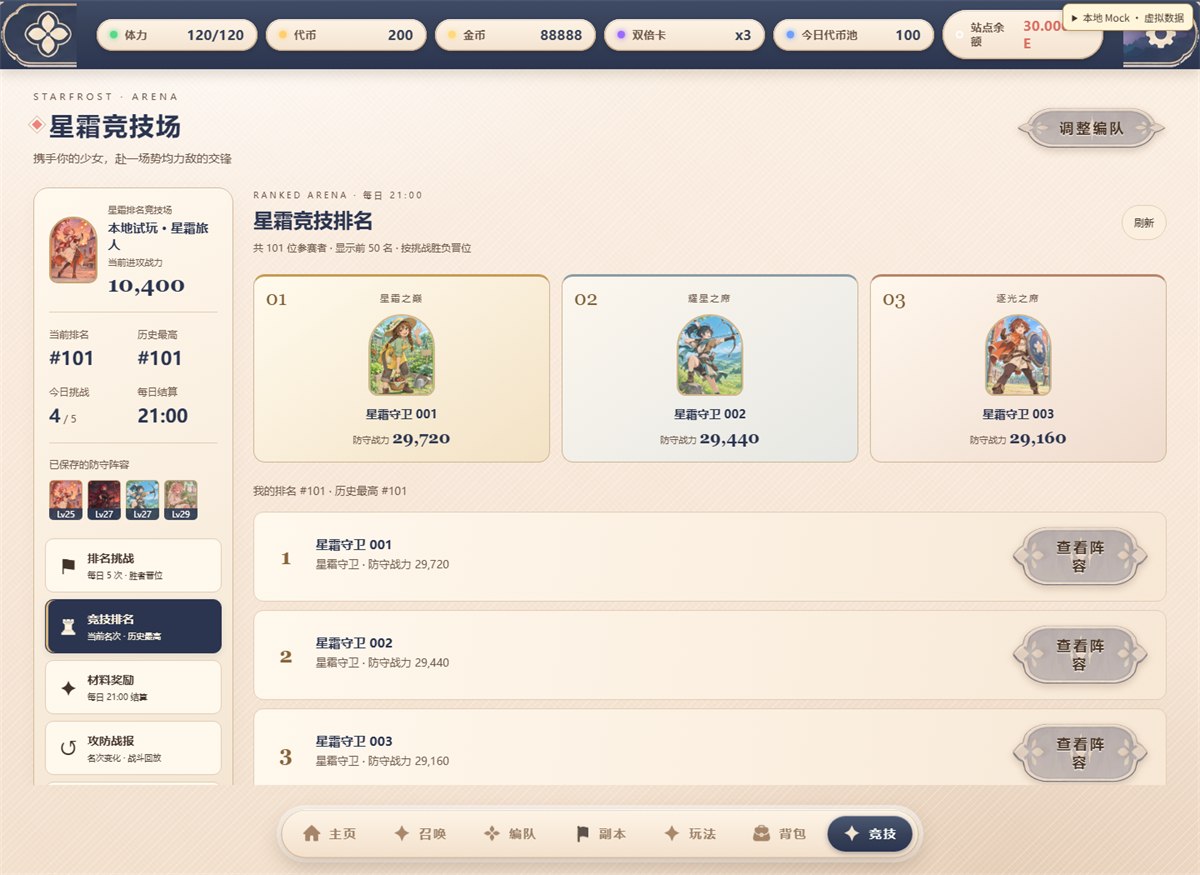 体力 120/120
代币 200
金币 88888
双倍卡 x3
今日代币池 100
站点余额 30.00
E
▶ 本地 Mock · 虚拟数据
STARFROST · ARENA
星霜竞技场
携手你的少女，赴一场势均力敌的交锋
调整编队
星霜排名竞技场
本地试玩·星霜旅
人
当前进攻战力
10,400
当前排名 历史最高
#101 #101
今日挑战 每日结算
4 / 5 21:00
已保存的防守阵容
Lv25 Lv27 Lv27 Lv29
排名挑战
每日 5 次 · 胜者晋位
竞技排名
当前名次 · 历史最高
材料奖励
每日 21:00 结算
攻防战报
名次变化 · 战斗回放
RANKED ARENA · 每日 21:00
星霜竞技排名
共 101 位参赛者 · 显示前 50 名 · 按挑战胜负晋位
刷新
01 星霜之巅
星霜守卫 001
防守战力 29,720
02 耀星之席
星霜守卫 002
防守战力 29,440
03 逐光之席
星霜守卫 003
防守战力 29,160
我的排名 #101 · 历史最高 #101
1 星霜守卫 001
星霜守卫 · 防守战力 29,720
查看阵
容
2 星霜守卫 002
星霜守卫 · 防守战力 29,440
查看阵
容
3 星霜守卫 003
星霜守卫 · 防守战力 29,160
查看阵
容
主页 召唤 编队 副本 玩法 背包 竞技